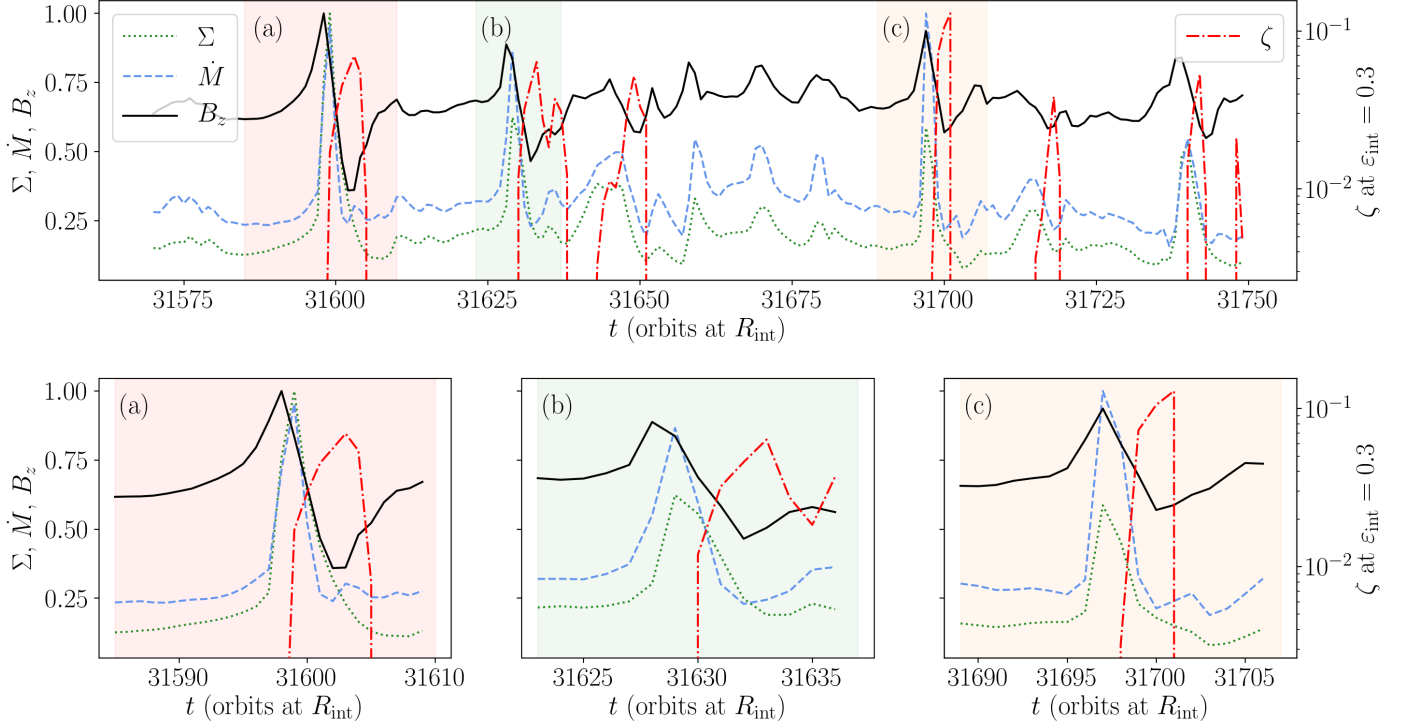 1.00
0.75
0.50
0.25
Σ, Ṁ, B_z
Σ
Ṁ
B_z
(a)
(b)
(c)
ζ
10⁻¹
10⁻²
ζ at ε_int = 0.3
31575
31600
31625
31650
31675
31700
31725
31750
t (orbits at R_int)
1.00
0.75
0.50
0.25
Σ, Ṁ, B_z
(a)
31590
31600
31610
t (orbits at R_int)
(b)
31625
31630
31635
t (orbits at R_int)
(c)
31690
31695
31700
31705
t (orbits at R_int)
10⁻¹
10⁻²
ζ at ε_int = 0.3